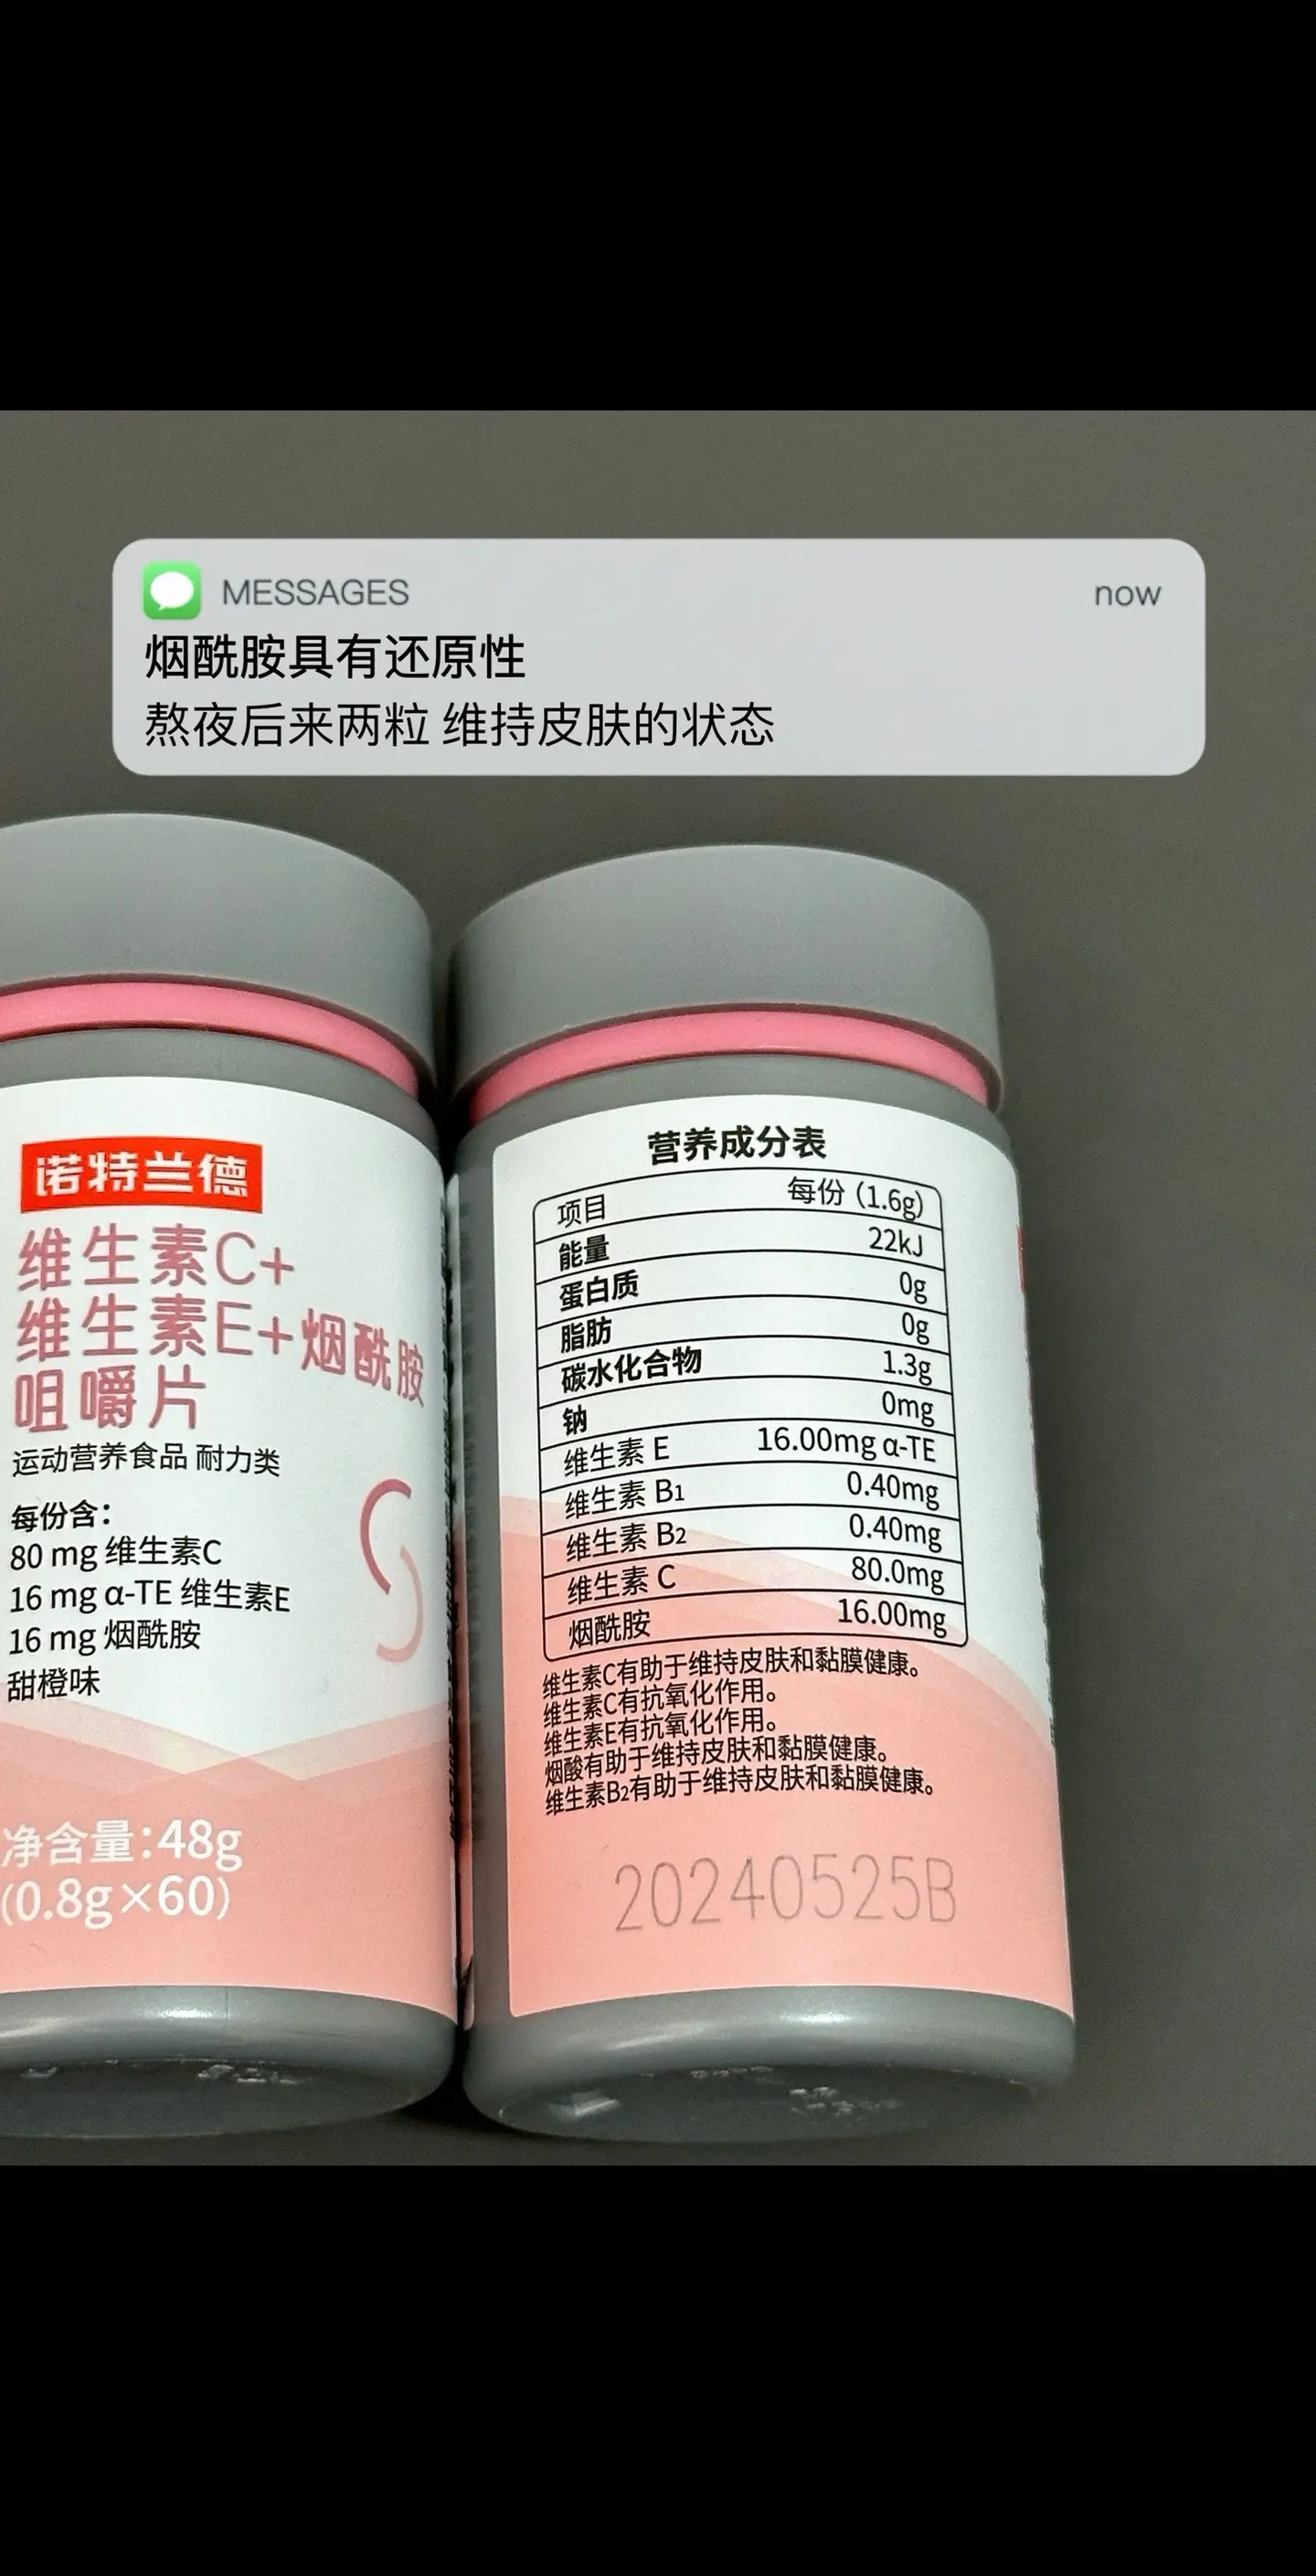 MESSAGES
now
烟酰胺具有还原性
熬夜后来两粒 维持皮肤的状态
诺特兰德
维生素C+
维生素E+烟酰胺
咀嚼片
运动营养食品 耐力类
每份含：
80 mg 维生素C
16 mg α-TE 维生素E
16 mg 烟酰胺
甜橙味
净含量：48g
(0.8g×60)
营养成分表
项目 每份（1.6g）
能量 22kJ
蛋白质 0g
脂肪 0g
碳水化合物 1.3g
钠 0mg
维生素 E 16.00mg α-TE
维生素 B1 0.40mg
维生素 B2 0.40mg
维生素 C 80.0mg
烟酰胺 16.00mg
维生素C有助于维持皮肤和黏膜健康。
维生素C有抗氧化作用。
维生素E有抗氧化作用。
烟酸有助于维持皮肤和黏膜健康。
维生素B2有助于维持皮肤和黏膜健康。
20240525B